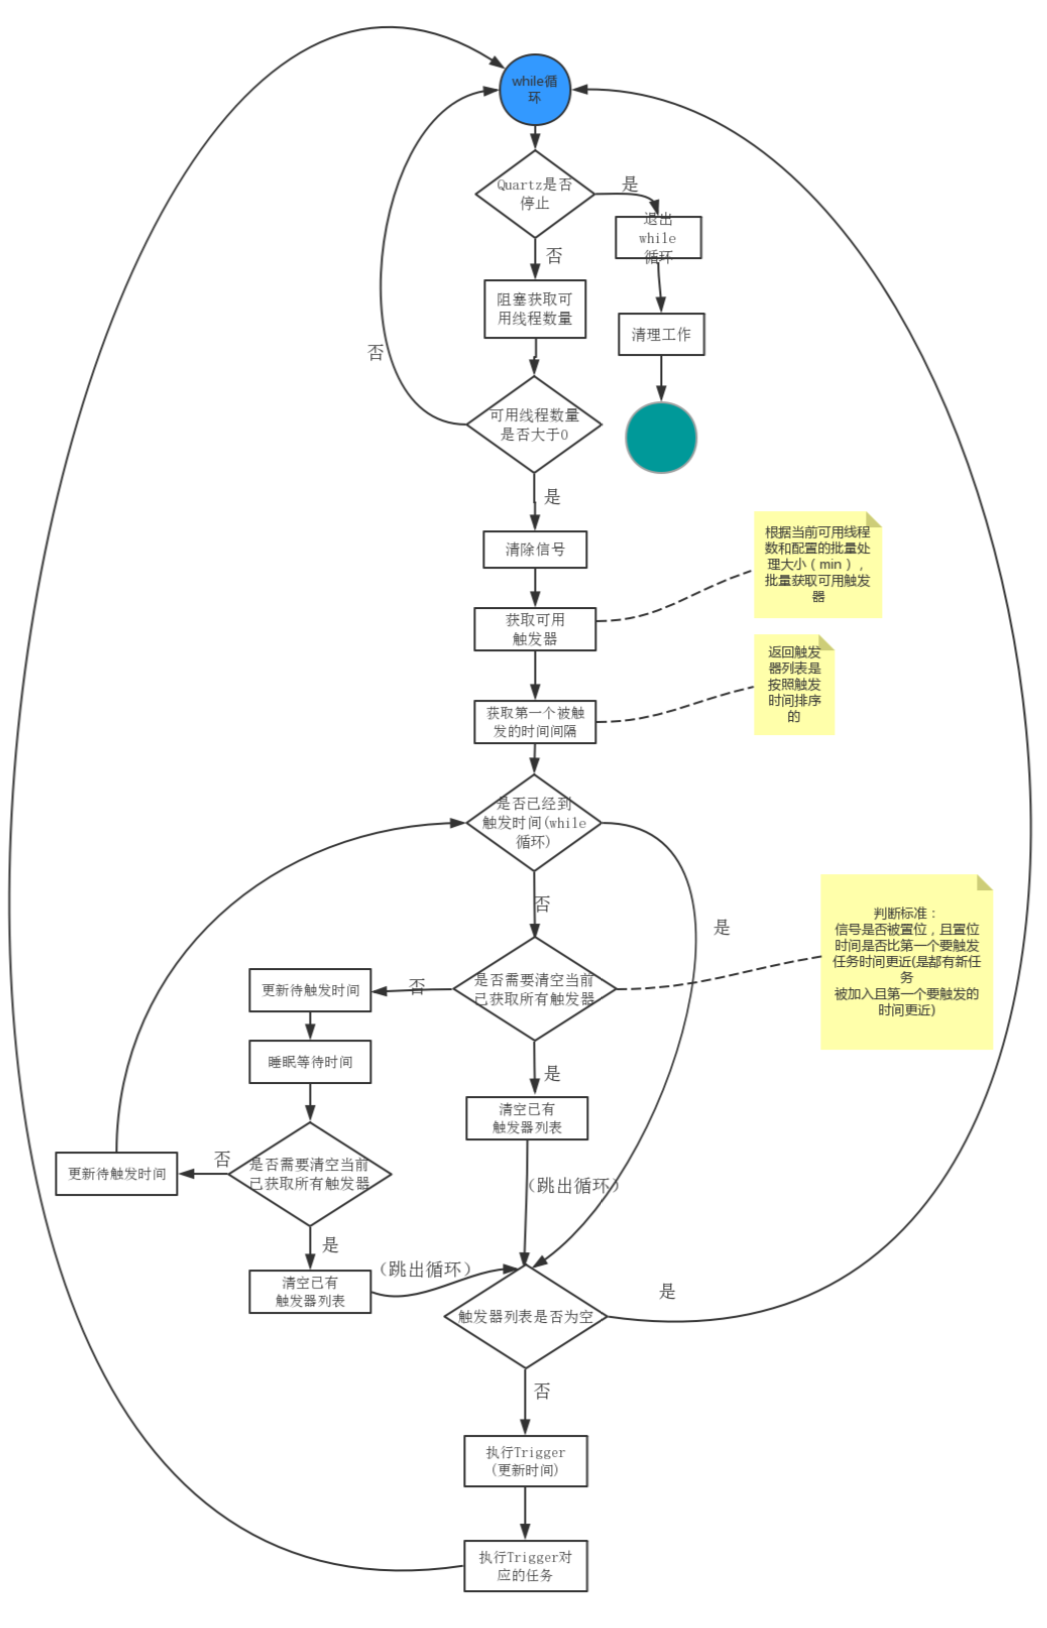 while循
环
Quartz是否
停止
是
退出
while
循环
否
阻塞获取可
用线程数量
清理工作
否
可用线程数量
是否大于0
是
清除信号
根据当前可用线程
数和配置的批量处
理大小（min），
批量获取可用触发
器
获取可用
触发器
返回触发
器列表是
按照触发
时间排序
的
获取第一个被触
发的时间间隔
是否已经到
触发时间(while
循环)
否
是
判断标准：
信号是否被置位，且置位
时间是否比第一个要触发
任务时间更近(是都有新任
务
被加入且第一个要触发的
时间更近)
是否需要清空当前
已获取所有触发器
否
更新待触发时间
睡眠等待时间
是
清空已有
触发器列表
否
是否需要清空当前
已获取所有触发器
更新待触发时间
（跳出循环）
是
清空已有
触发器列表
（跳出循环）
触发器列表是否为空
是
否
执行Trigger
(更新时间)
执行Trigger对
应的任务